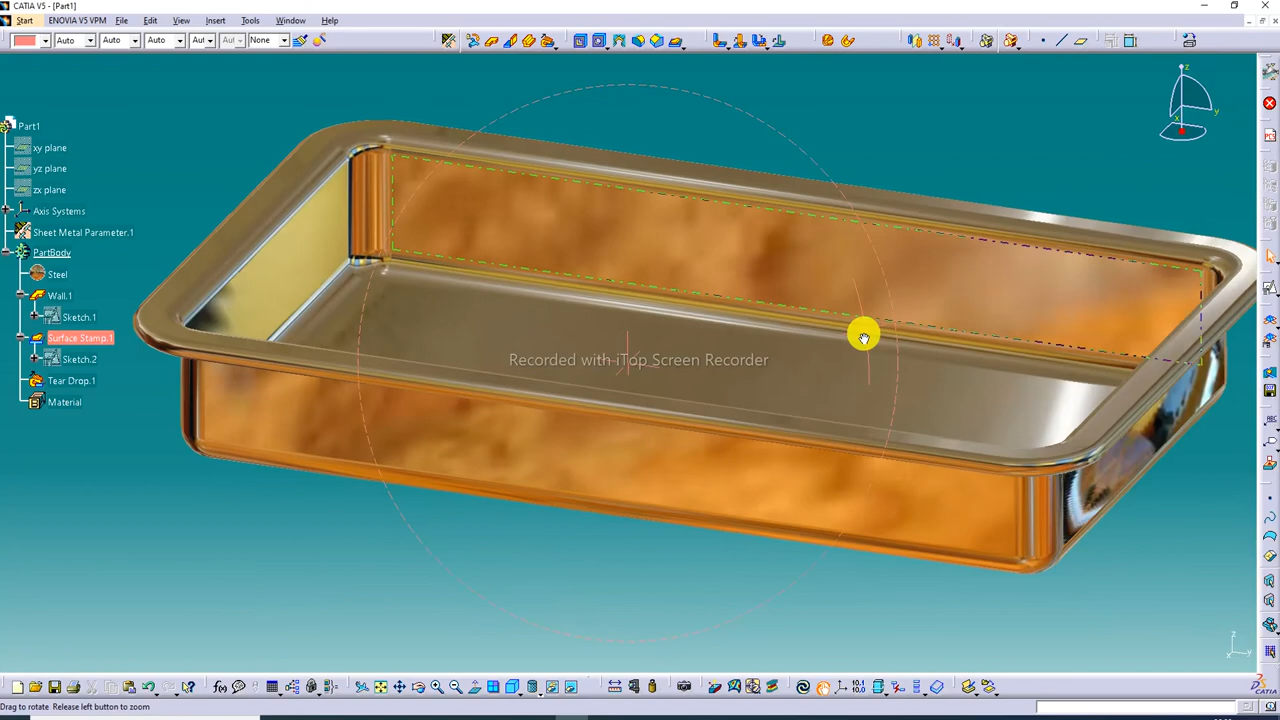 CATIA V5 - [Part1]
Start ENOVIA V5 VPM File Edit View Insert Tools Window Help
Auto Auto Auto Aut Aut None
z
x
Part1
xy plane
yz plane
zx plane
Axis Systems
Sheet Metal Parameter.1
PartBody
Steel
Wall.1
Sketch.1
Surface Stamp.1
Sketch.2
Tear Drop.1
Material
Recorded with iTop Screen Recorder
z
x y
CATIA
Drag to rotate Release left button to zoom